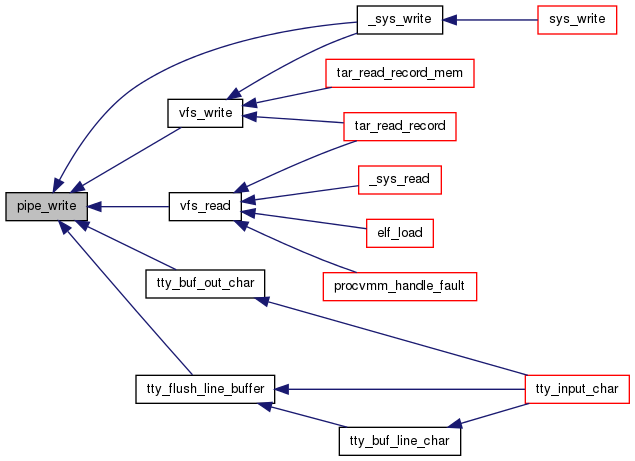 _sys_write
sys_write
tar_read_record_mem
vfs_write
tar_read_record
_sys_read
pipe_write
vfs_read
elf_load
tty_buf_out_char
procvmm_handle_fault
tty_flush_line_buffer
tty_input_char
tty_buf_line_char